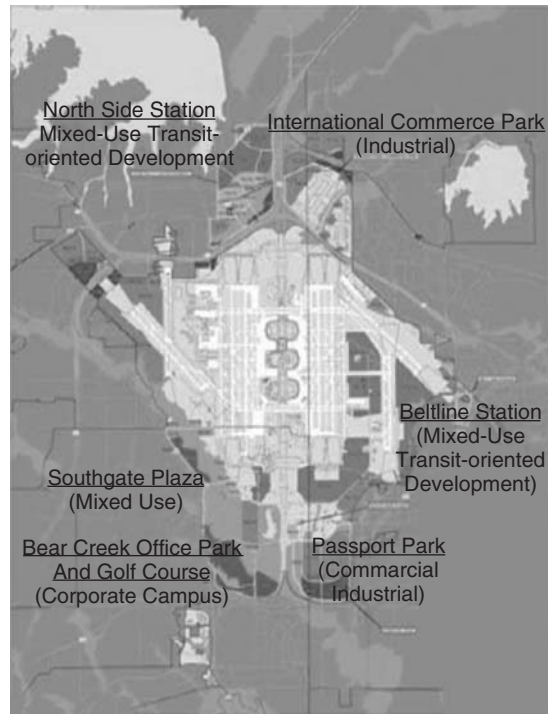 North Side Station
Mixed-Use Transit-
oriented Development
International Commerce Park
(Industrial)
Beltline Station
(Mixed-Use
Transit-oriented
Development)
Southgate Plaza
(Mixed Use)
Bear Creek Office Park
And Golf Course
(Corporate Campus)
Passport Park
(Commarcial
Industrial)